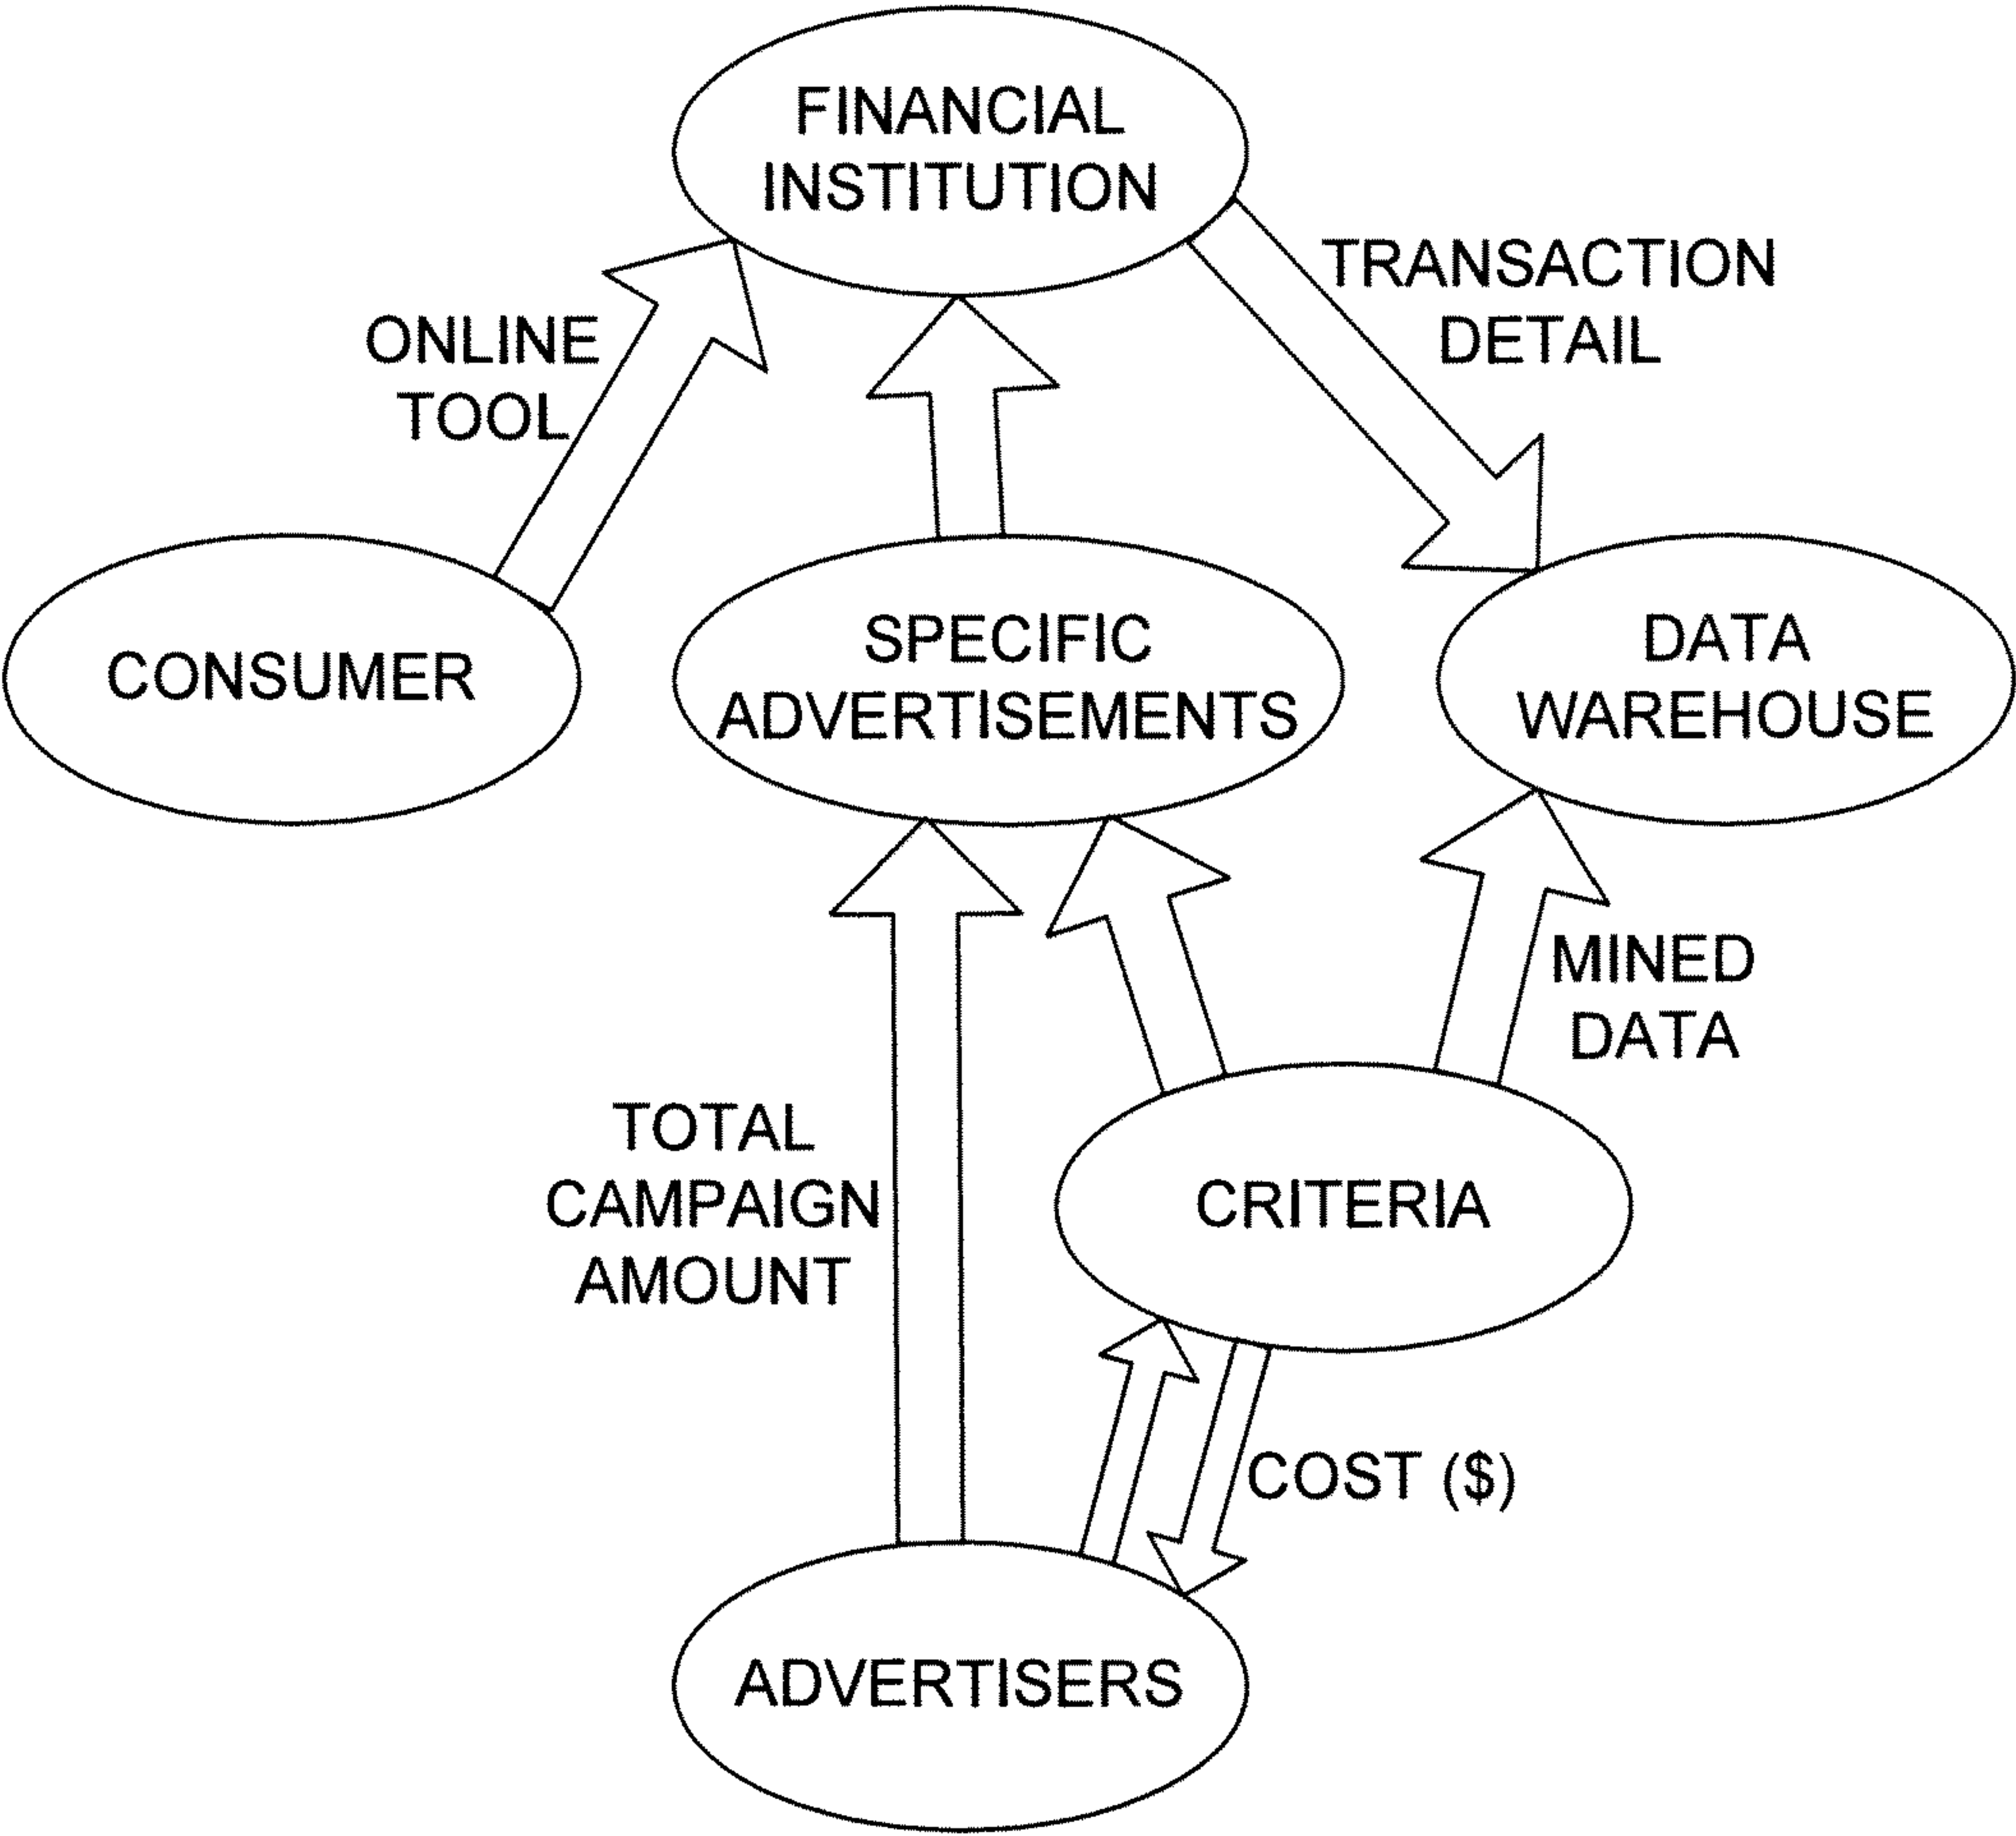 FINANCIAL
INSTITUTION
TRANSACTION
DETAIL
ONLINE
TOOL
CONSUMER
SPECIFIC
ADVERTISEMENTS
DATA
WAREHOUSE
MINED
DATA
TOTAL
CAMPAIGN
AMOUNT
CRITERIA
COST ($)
ADVERTISERS